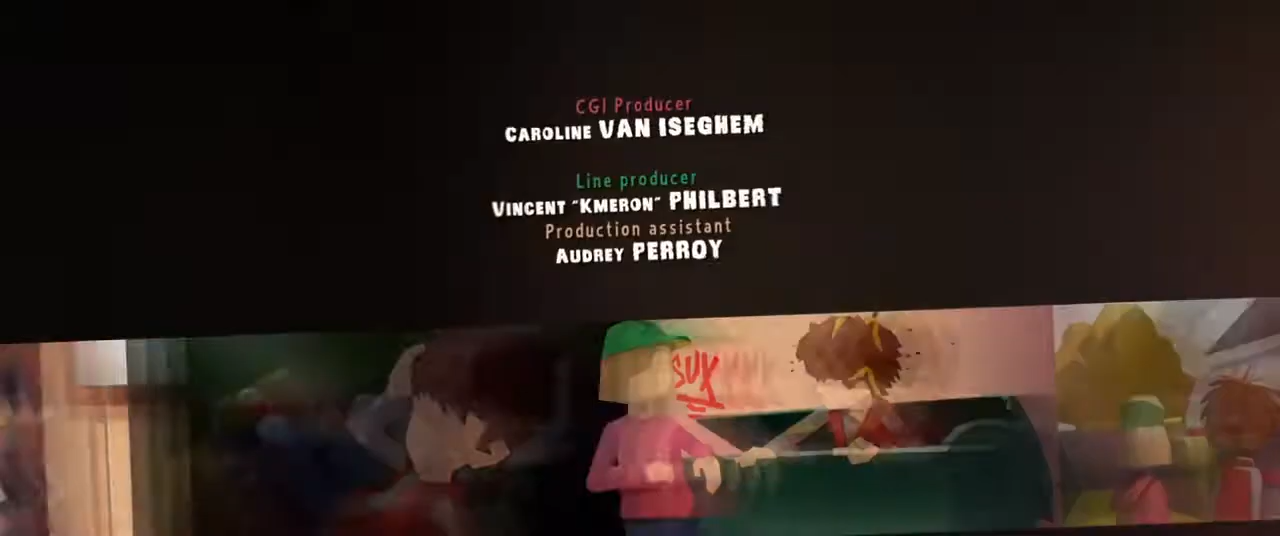 CGI Producer
CAROLINE VAN ISEGHEM
Line producer
VINCENT "KMERON" PHILBERT
Production assistant
AUDREY PERROY
SUX